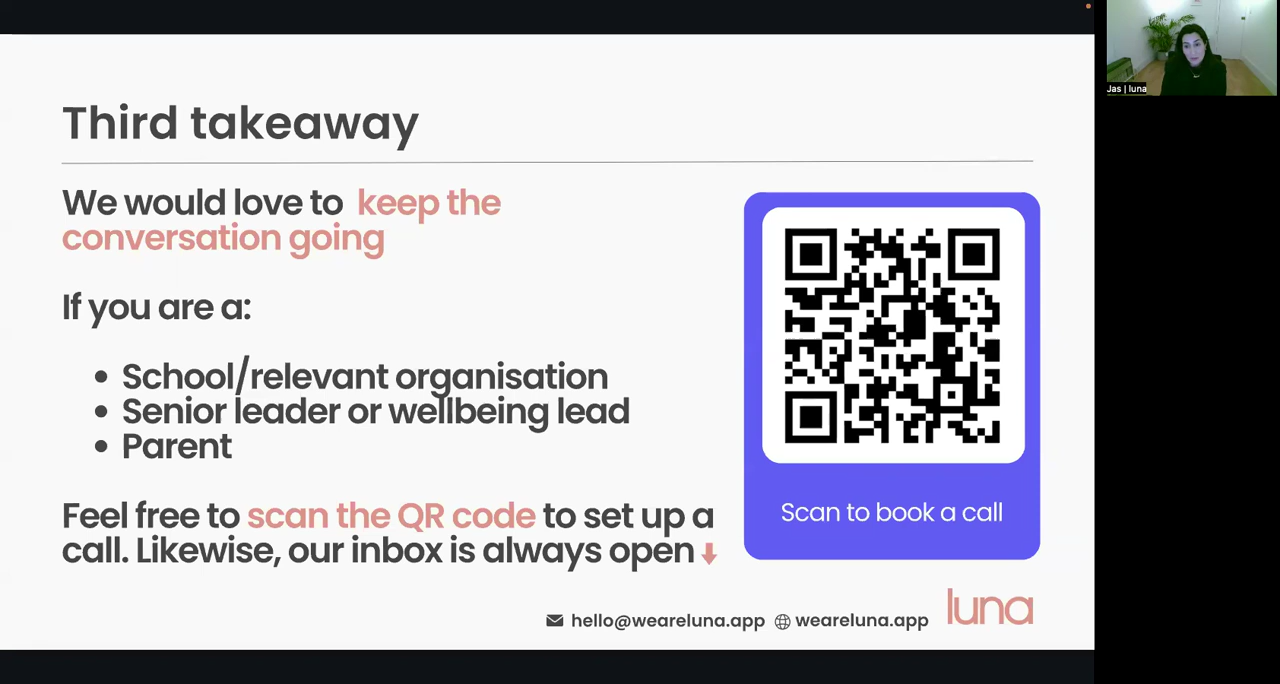 Third takeaway
We would love to keep the
conversation going
If you are a:
• School/relevant organisation
• Senior leader or wellbeing lead
• Parent
Feel free to scan the QR code to set up a
call. Likewise, our inbox is always open
Scan to book a call
hello@weareluna.app weareluna.app
luna
Jas | luna